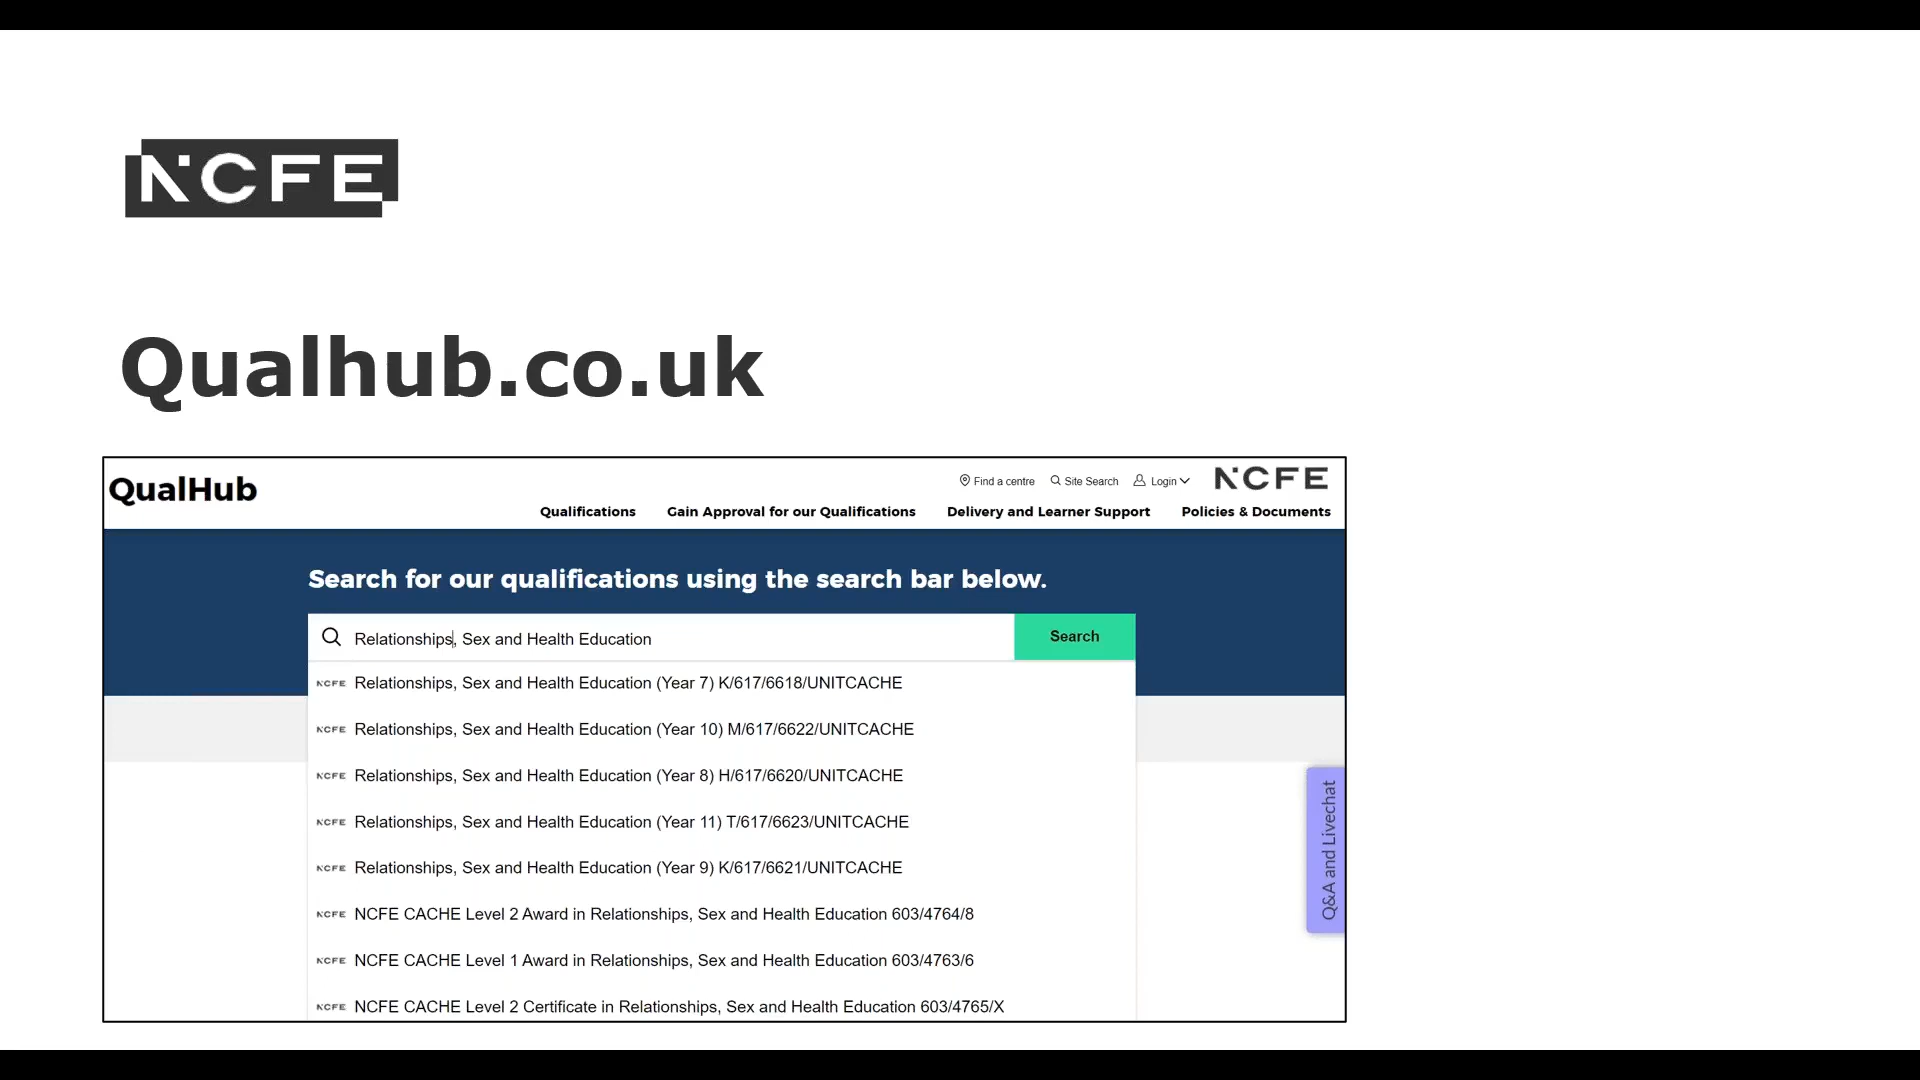 NCFE
Qualhub.co.uk
QualHub
Find a centre Site Search Login
NCFE
Qualifications Gain Approval for our Qualifications Delivery and Learner Support Policies & Documents
Search for our qualifications using the search bar below.
Relationships, Sex and Health Education Search
NCFE Relationships, Sex and Health Education (Year 7) K/617/6618/UNITCACHE
NCFE Relationships, Sex and Health Education (Year 10) M/617/6622/UNITCACHE
NCFE Relationships, Sex and Health Education (Year 8) H/617/6620/UNITCACHE
NCFE Relationships, Sex and Health Education (Year 11) T/617/6623/UNITCACHE
NCFE Relationships, Sex and Health Education (Year 9) K/617/6621/UNITCACHE
NCFE NCFE CACHE Level 2 Award in Relationships, Sex and Health Education 603/4764/8
NCFE NCFE CACHE Level 1 Award in Relationships, Sex and Health Education 603/4763/6
NCFE NCFE CACHE Level 2 Certificate in Relationships, Sex and Health Education 603/4765/X
Q&A and Livechat